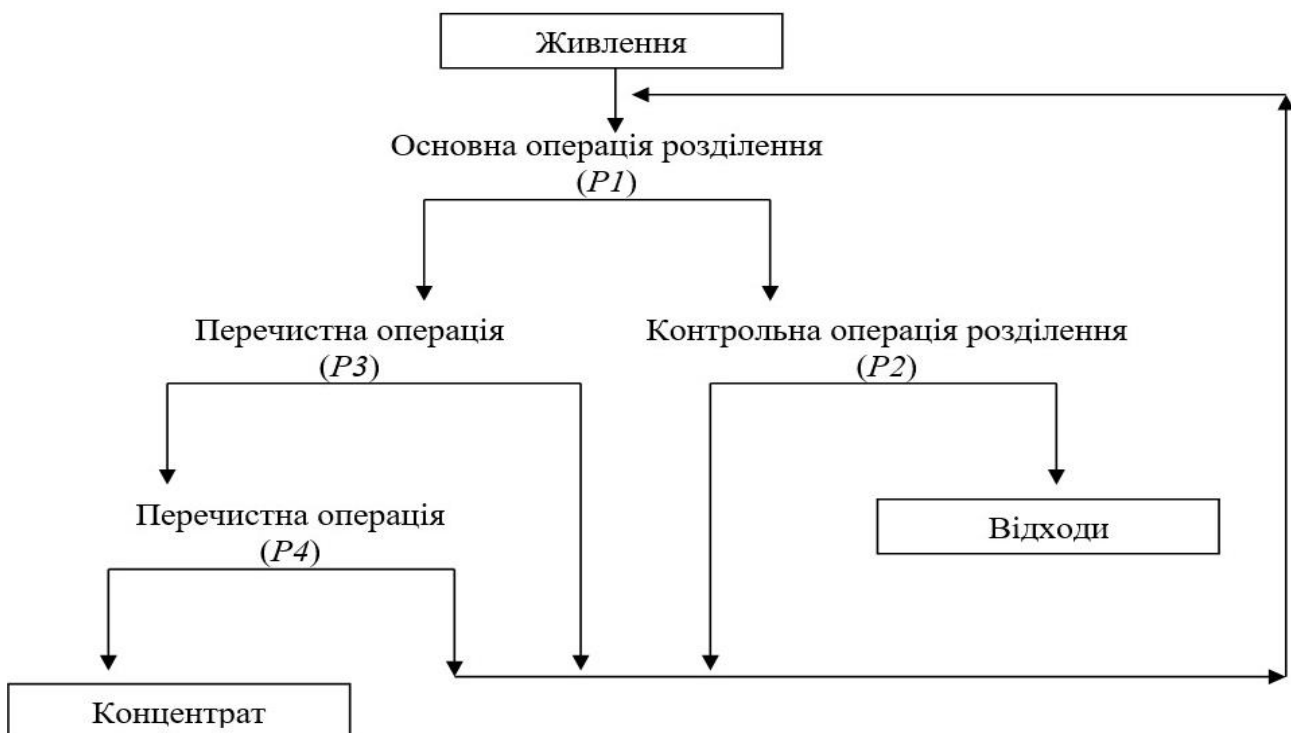 Живлення
Основна операція розділення
(P1)
Перечистна операція
(P3)
Контрольна операція розділення
(P2)
Перечистна операція
(P4)
Відходи
Концентрат